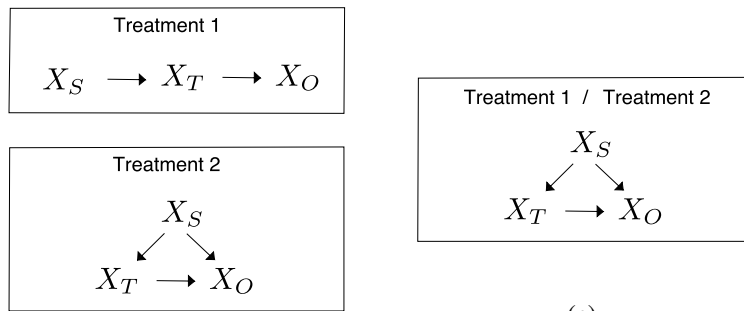 Treatment 1
X_S → X_T → X_O
Treatment 2
X_S
X_T → X_O
Treatment 1 / Treatment 2
X_S
X_T → X_O